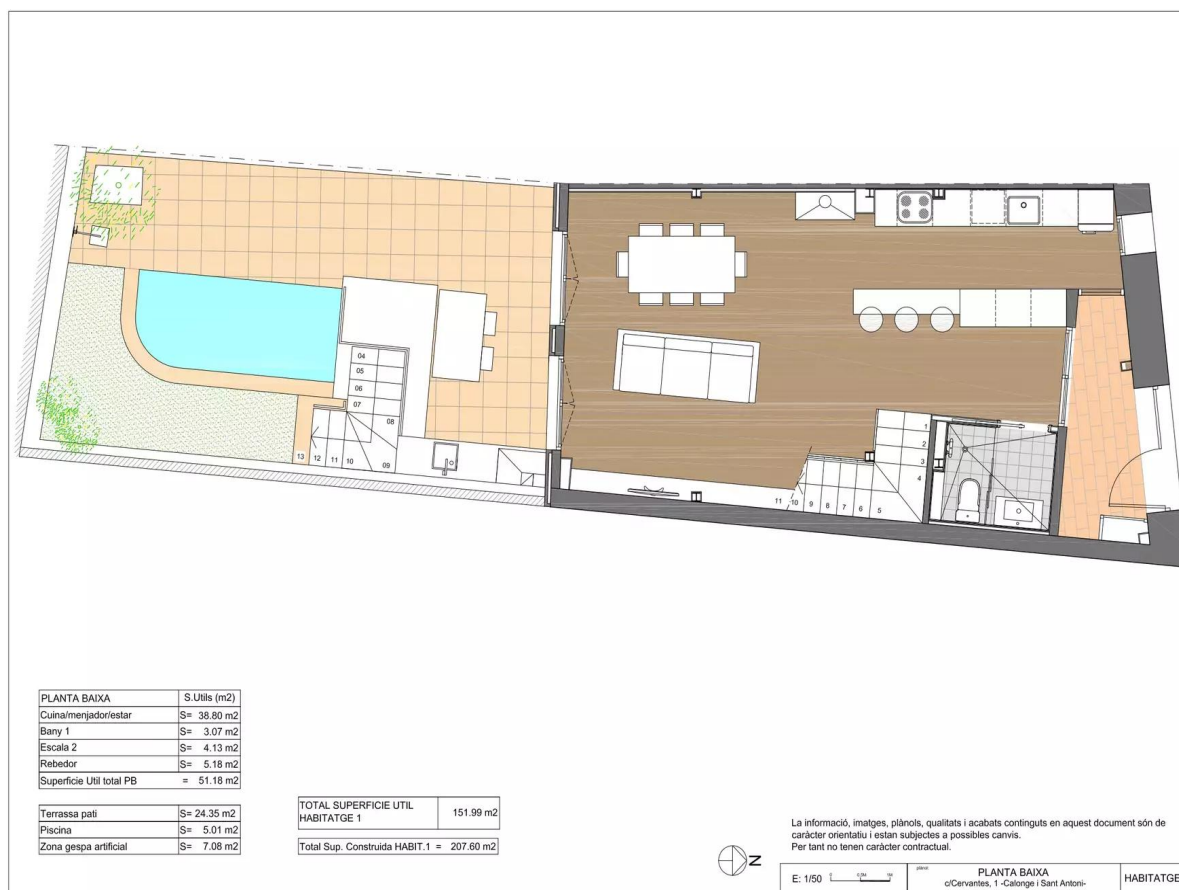 04
05
06
07
08
13 12 11 10 09
1
2
3
4
11 10 9 8 7 6 5
PLANTA BAIXA S.Utils (m2)
Cuina/menjador/estar S= 38.80 m2
Bany 1 S= 3.07 m2
Escala 2 S= 4.13 m2
Rebedor S= 5.18 m2
Superficie Util total PB = 51.18 m2
Terrassa pati S= 24.35 m2
Piscina S= 5.01 m2
Zona gespa artificial S= 7.08 m2
TOTAL SUPERFICIE UTIL
HABITATGE 1 151.99 m2
Total Sup. Construida HABIT.1 = 207.60 m2
La informació, imatges, plànols, qualitats i acabats continguts en aquest document són de
caràcter orientatiu i estan subjectes a possibles canvis.
Per tant no tenen caràcter contractual.
N
E: 1/50 0 0,5M 1M
plànol
PLANTA BAIXA
c/Cervantes, 1 -Calonge i Sant Antoni-
HABITATGE